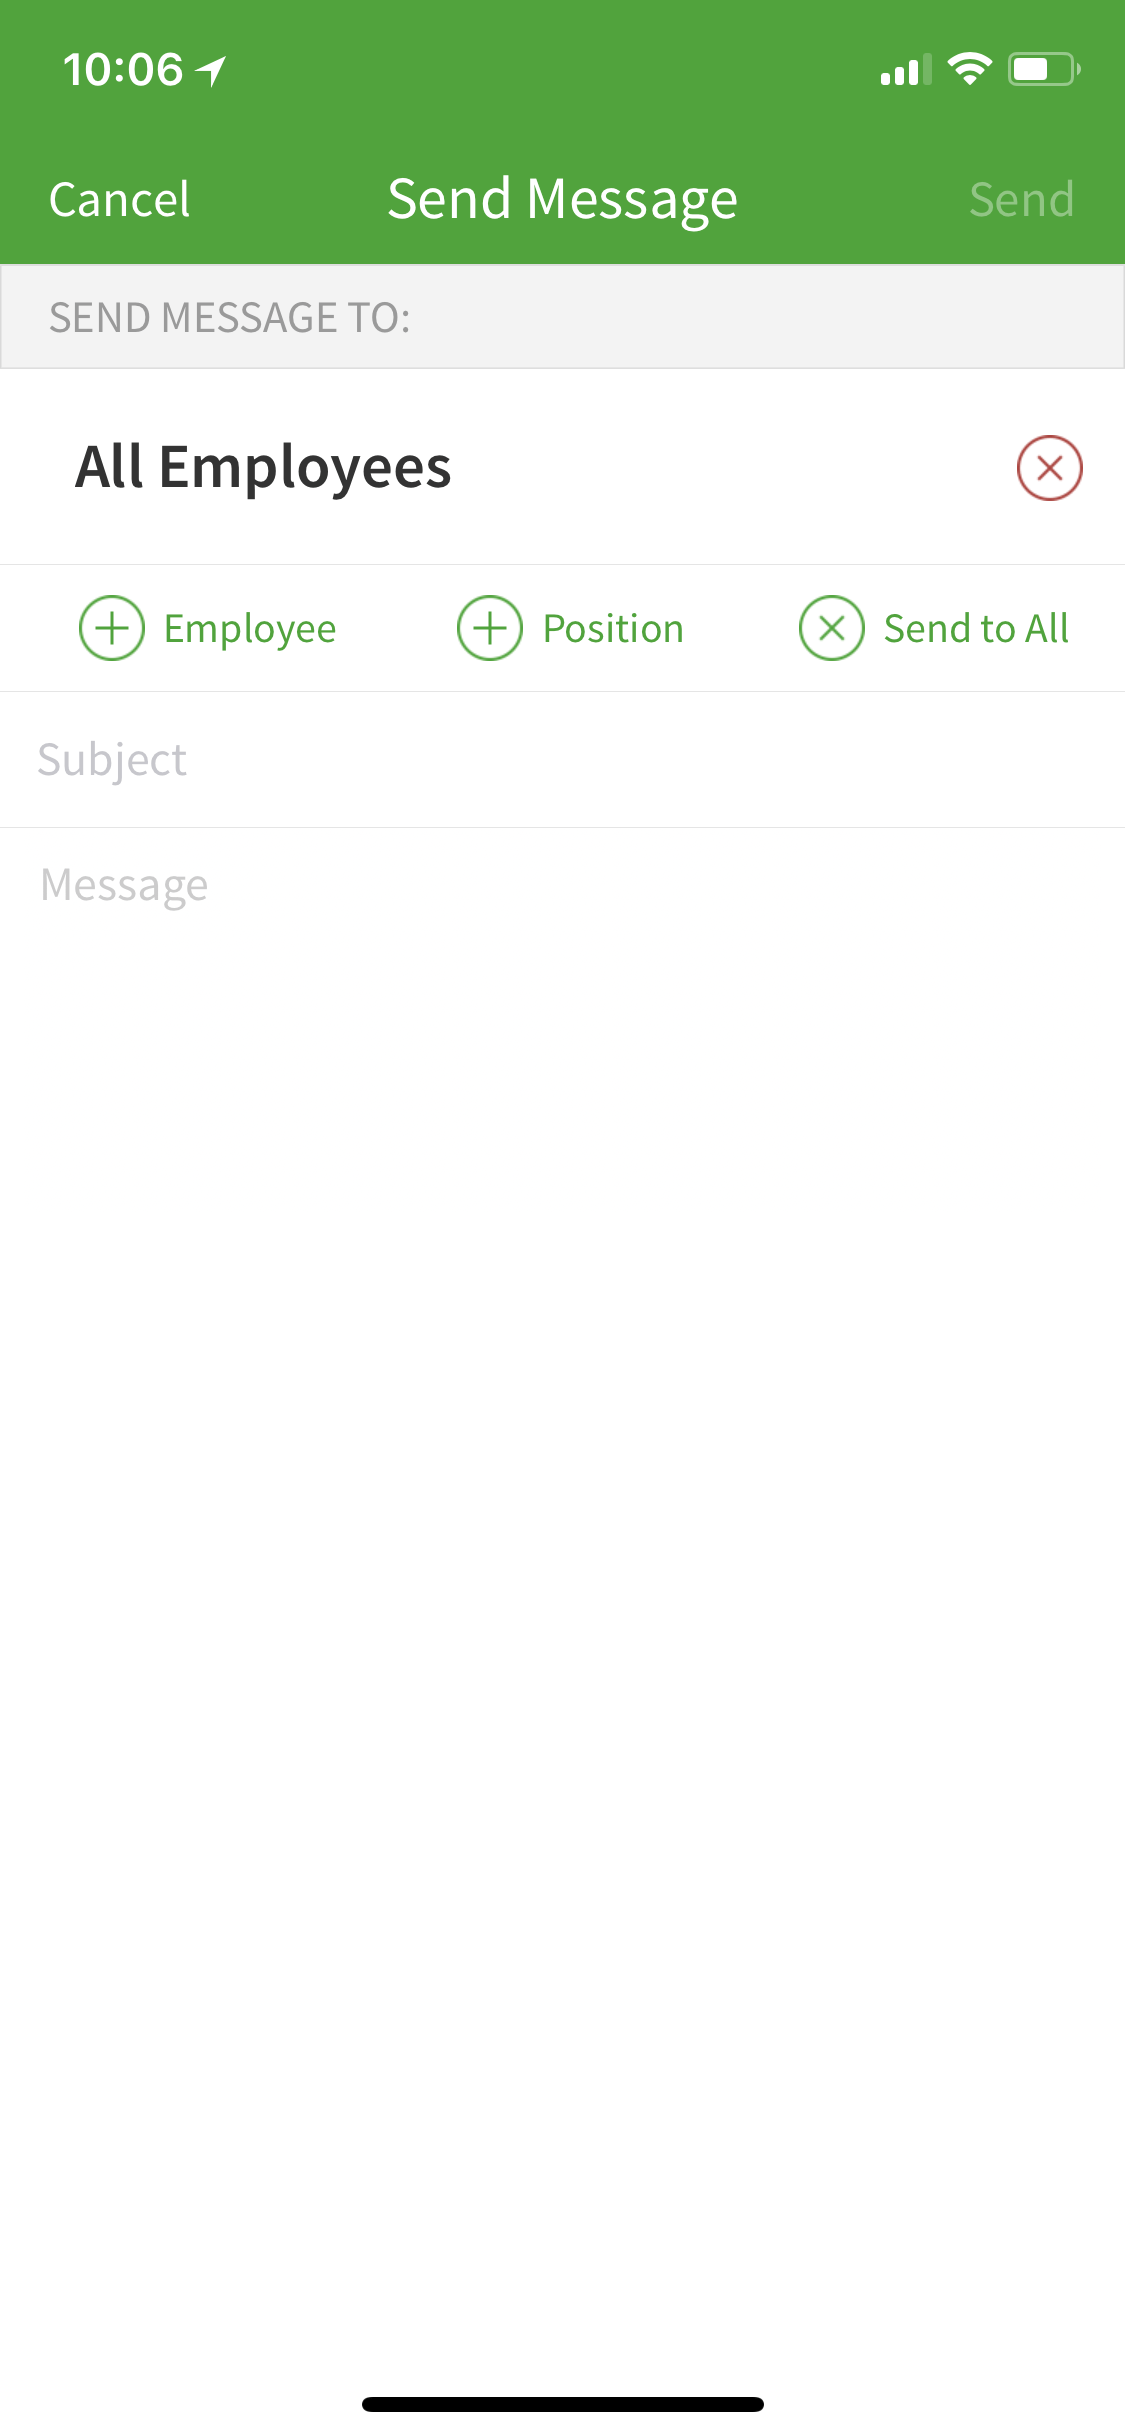 10:06
Cancel Send Message Send
SEND MESSAGE TO:
All Employees
Employee Position Send to All
Subject
Message